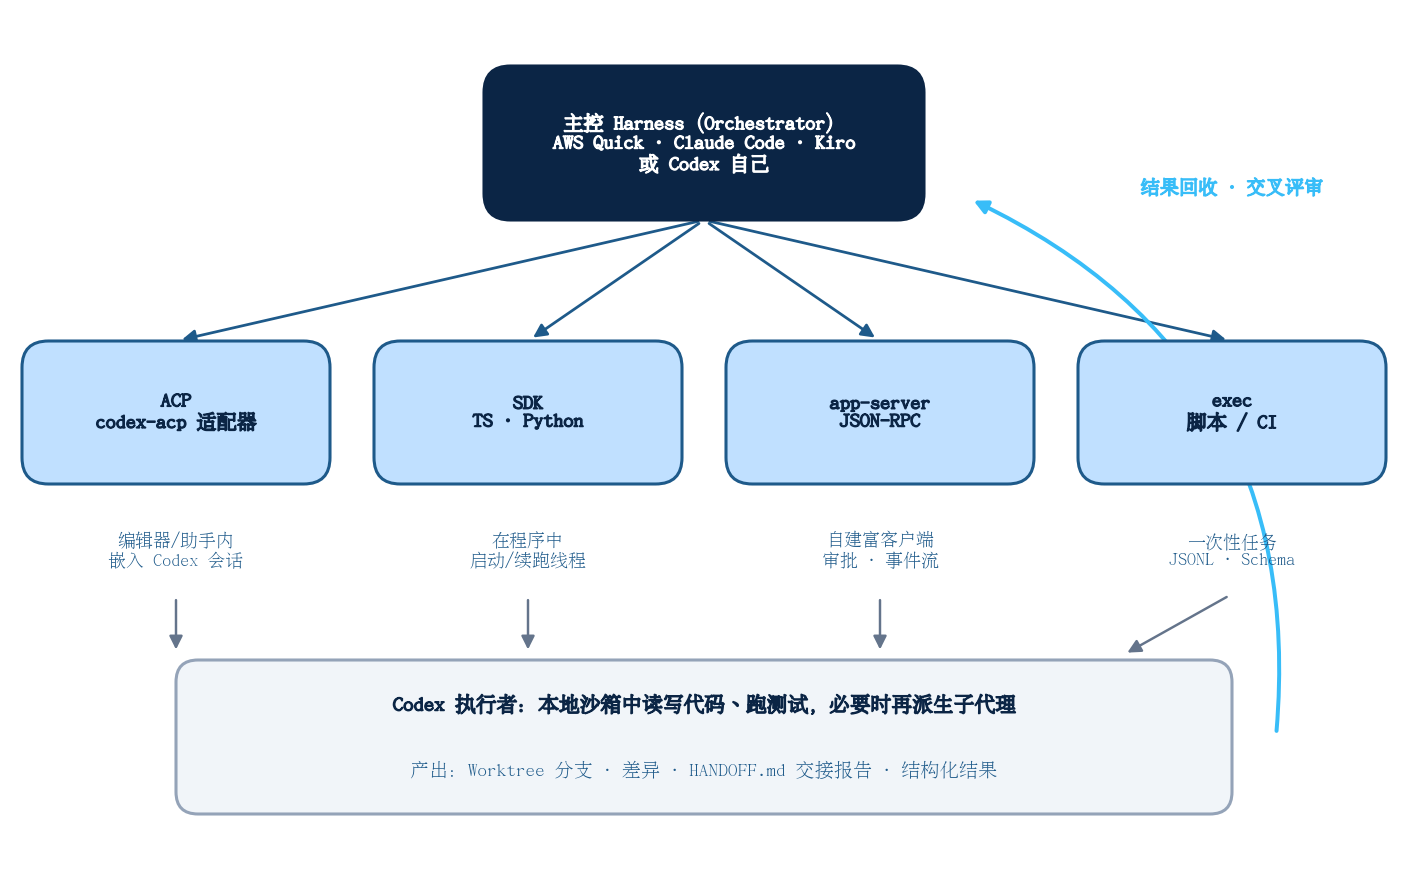 主控 Harness (Orchestrator)
AWS Quick · Claude Code · Kiro
或 Codex 自己
结果回收 · 交叉评审
ACP
codex-acp 适配器
SDK
TS · Python
app-server
JSON-RPC
exec
脚本 / CI
编辑器/助手内
嵌入 Codex 会话
在程序中
启动/续跑线程
自建富客户端
审批 · 事件流
一次性任务
JSONL · Schema
Codex 执行者: 本地沙箱中读写代码、跑测试, 必要时再派生子代理
产出: Worktree 分支 · 差异 · HANDOFF.md 交接报告 · 结构化结果